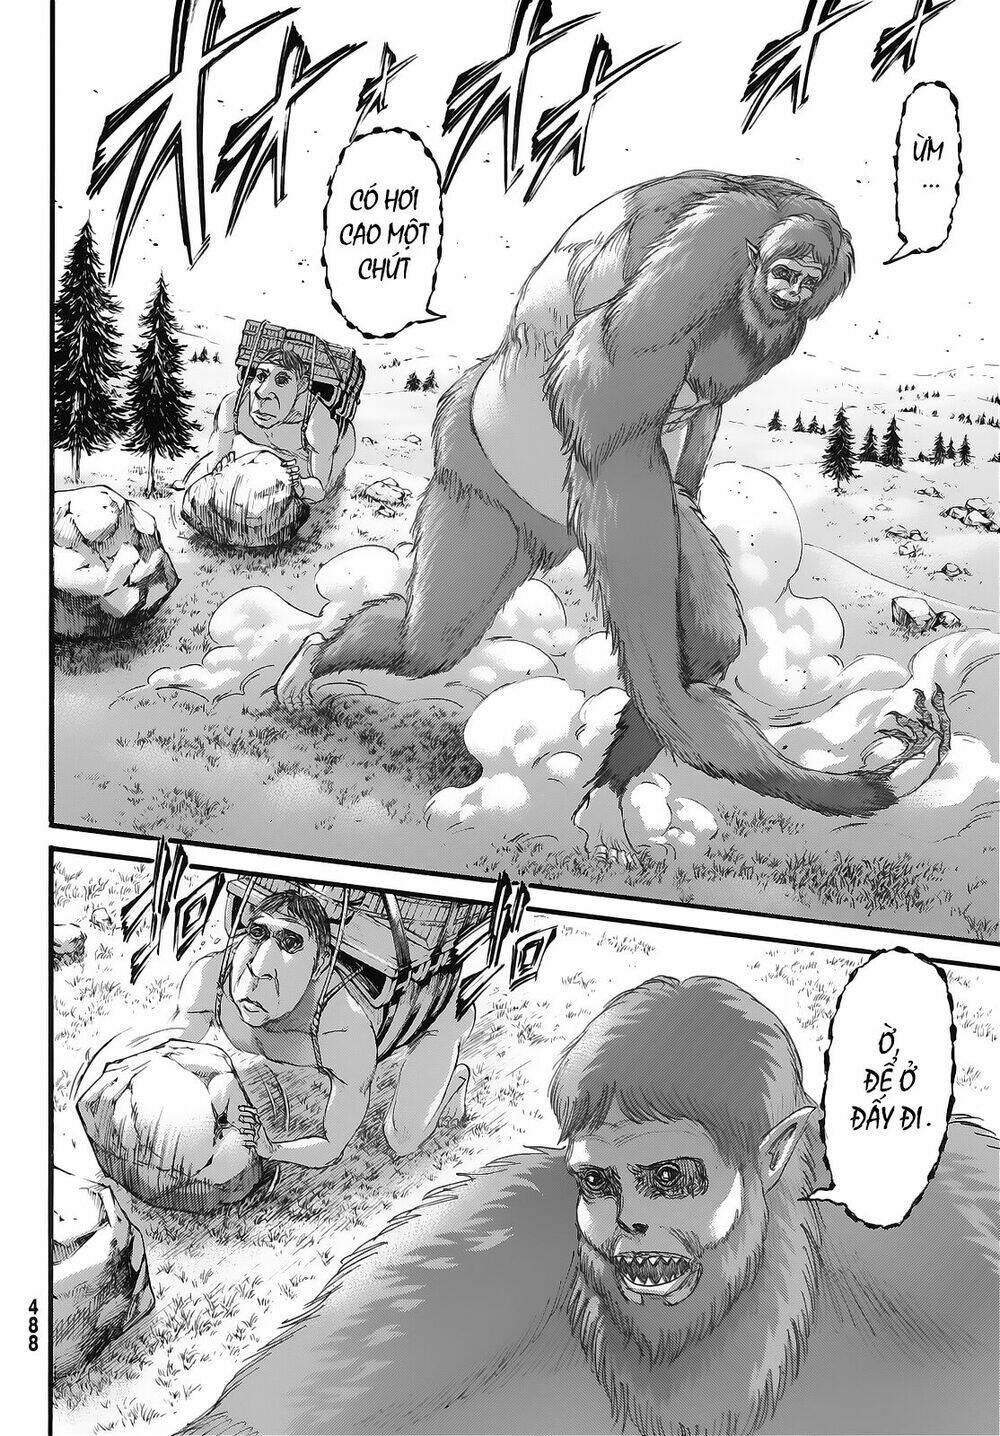 ỪM
...
CÓ HƠI
CAO MỘT
CHÚT
Ờ,
ĐỂ Ở
ĐẤY ĐI.
488